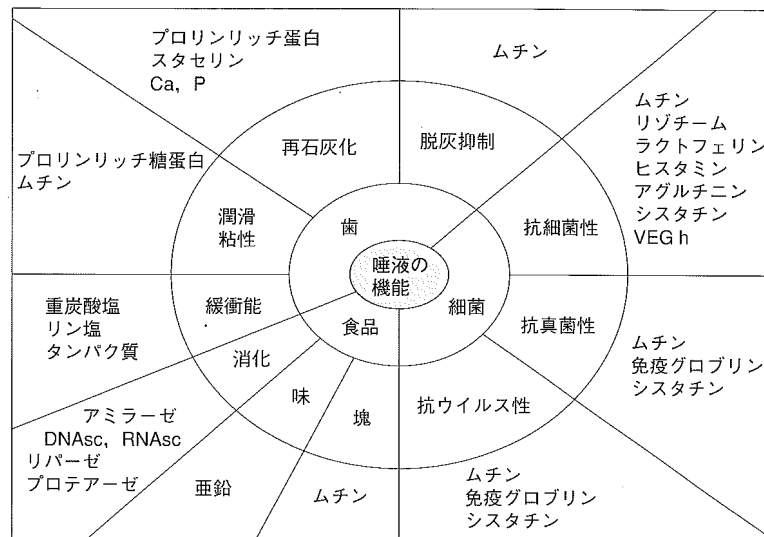 プロリンリッチ蛋白
スタセリン
Ca, P
ムチン
ムチン
リゾチーム
ラクトフェリン
ヒスタミン
アグルチニン
シスタチン
VEG h
プロリンリッチ糖蛋白
ムチン
再石灰化
脱灰抑制
潤滑
粘性
歯
抗細菌性
唾液の
機能
重炭酸塩
リン塩
タンパク質
緩衝能
食品
細菌
抗真菌性
ムチン
免疫グロブリン
シスタチン
消化
味
塊
抗ウイルス性
アミラーゼ
DNAsc, RNAsc
リパーゼ
プロテアーゼ
亜鉛
ムチン
ムチン
免疫グロブリン
シスタチン